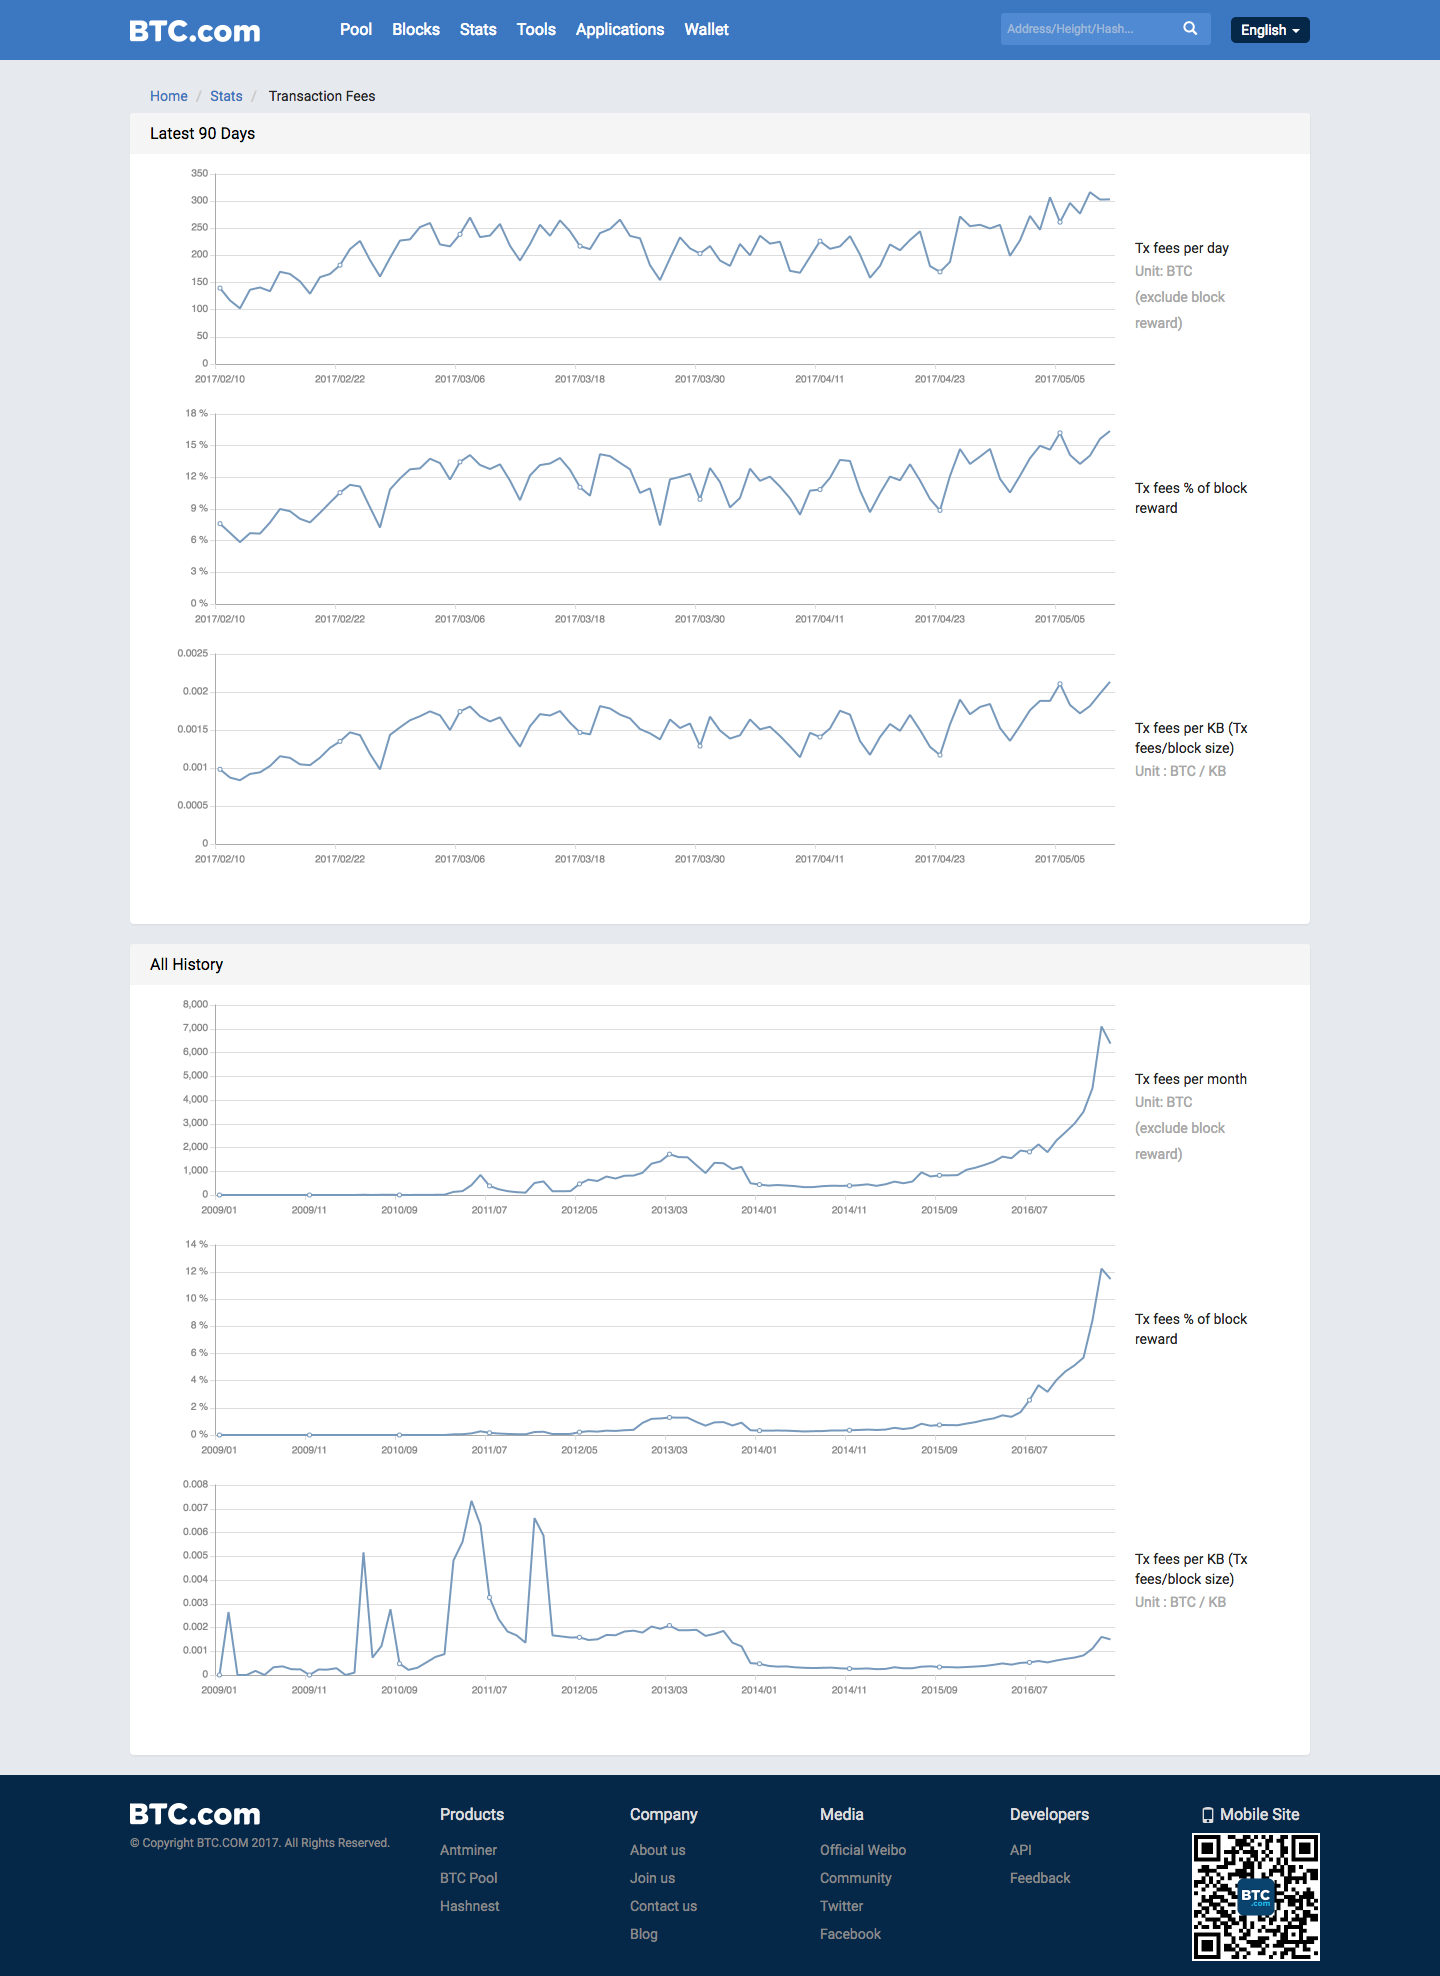 BTC.com
Pool Blocks Stats Tools Applications Wallet
Address/Height/Hash...
English
Home / Stats / Transaction Fees
Latest 90 Days
350
300
250
200
150
100
50
0
2017/02/10 2017/02/22 2017/03/06 2017/03/18 2017/03/30 2017/04/11 2017/04/23 2017/05/05
Tx fees per day
Unit: BTC
(exclude block
reward)
18 %
15 %
12 %
9 %
6 %
3 %
0 %
2017/02/10 2017/02/22 2017/03/06 2017/03/18 2017/03/30 2017/04/11 2017/04/23 2017/05/05
Tx fees % of block
reward
0.0025
0.002
0.0015
0.001
0.0005
0
2017/02/10 2017/02/22 2017/03/06 2017/03/18 2017/03/30 2017/04/11 2017/04/23 2017/05/05
Tx fees per KB (Tx
fees/block size)
Unit : BTC / KB
All History
8,000
7,000
6,000
5,000
4,000
3,000
2,000
1,000
0
2009/01 2009/11 2010/09 2011/07 2012/05 2013/03 2014/01 2014/11 2015/09 2016/07
Tx fees per month
Unit: BTC
(exclude block
reward)
14 %
12 %
10 %
8 %
6 %
4 %
2 %
0 %
2009/01 2009/11 2010/09 2011/07 2012/05 2013/03 2014/01 2014/11 2015/09 2016/07
Tx fees % of block
reward
0.008
0.007
0.006
0.005
0.004
0.003
0.002
0.001
0
2009/01 2009/11 2010/09 2011/07 2012/05 2013/03 2014/01 2014/11 2015/09 2016/07
Tx fees per KB (Tx
fees/block size)
Unit : BTC / KB
BTC.com
© Copyright BTC.COM 2017. All Rights Reserved.
Products
Antminer
BTC Pool
Hashnest
Company
About us
Join us
Contact us
Blog
Media
Official Weibo
Community
Twitter
Facebook
Developers
API
Feedback
Mobile Site
BTC
.com